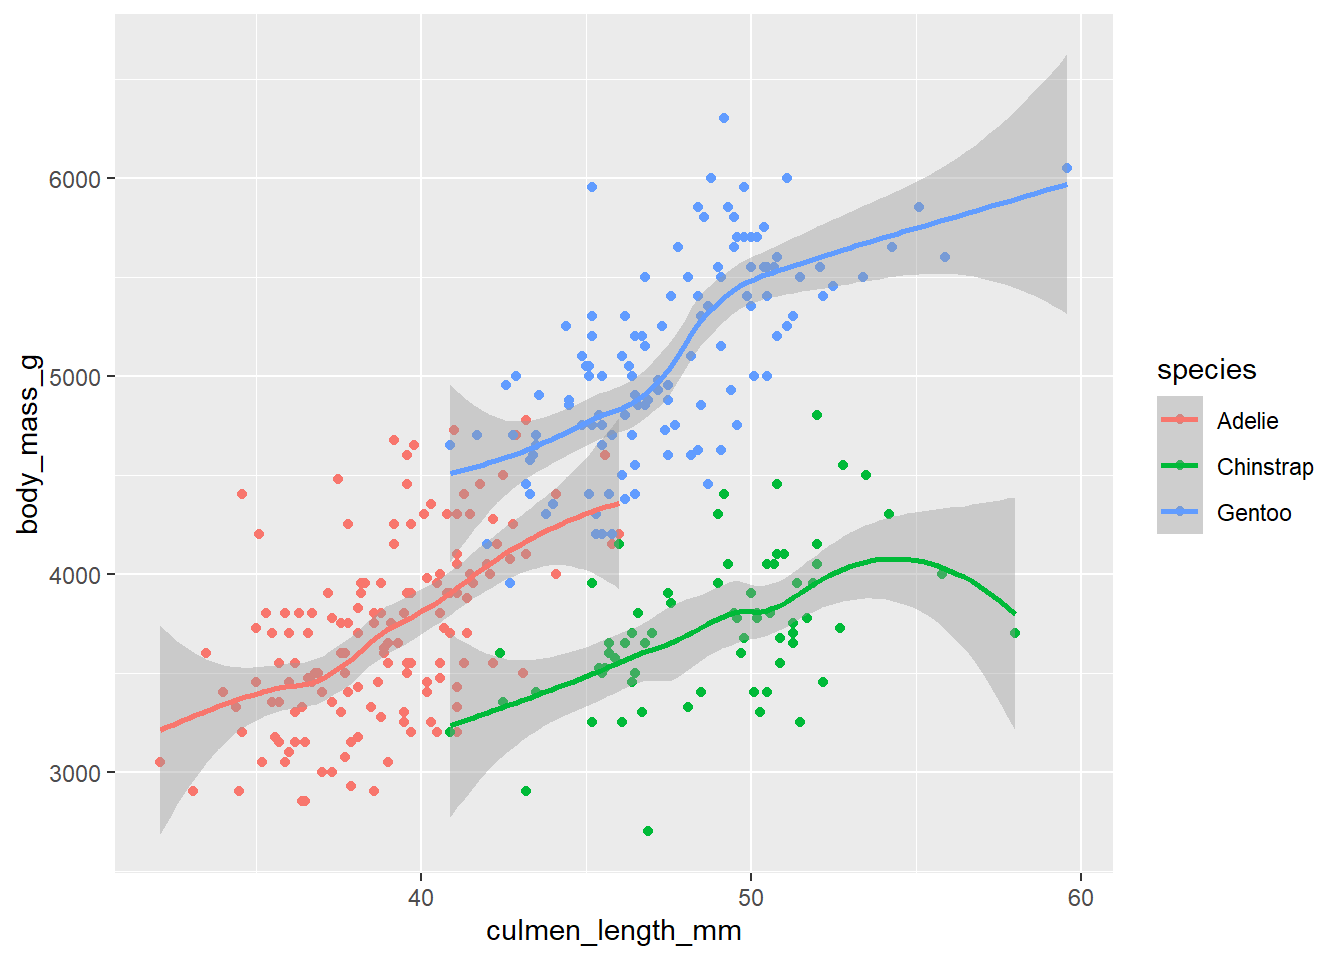 body_mass_g
6000
5000
4000
3000
40
50
60
culmen_length_mm
species
Adelie
Chinstrap
Gentoo